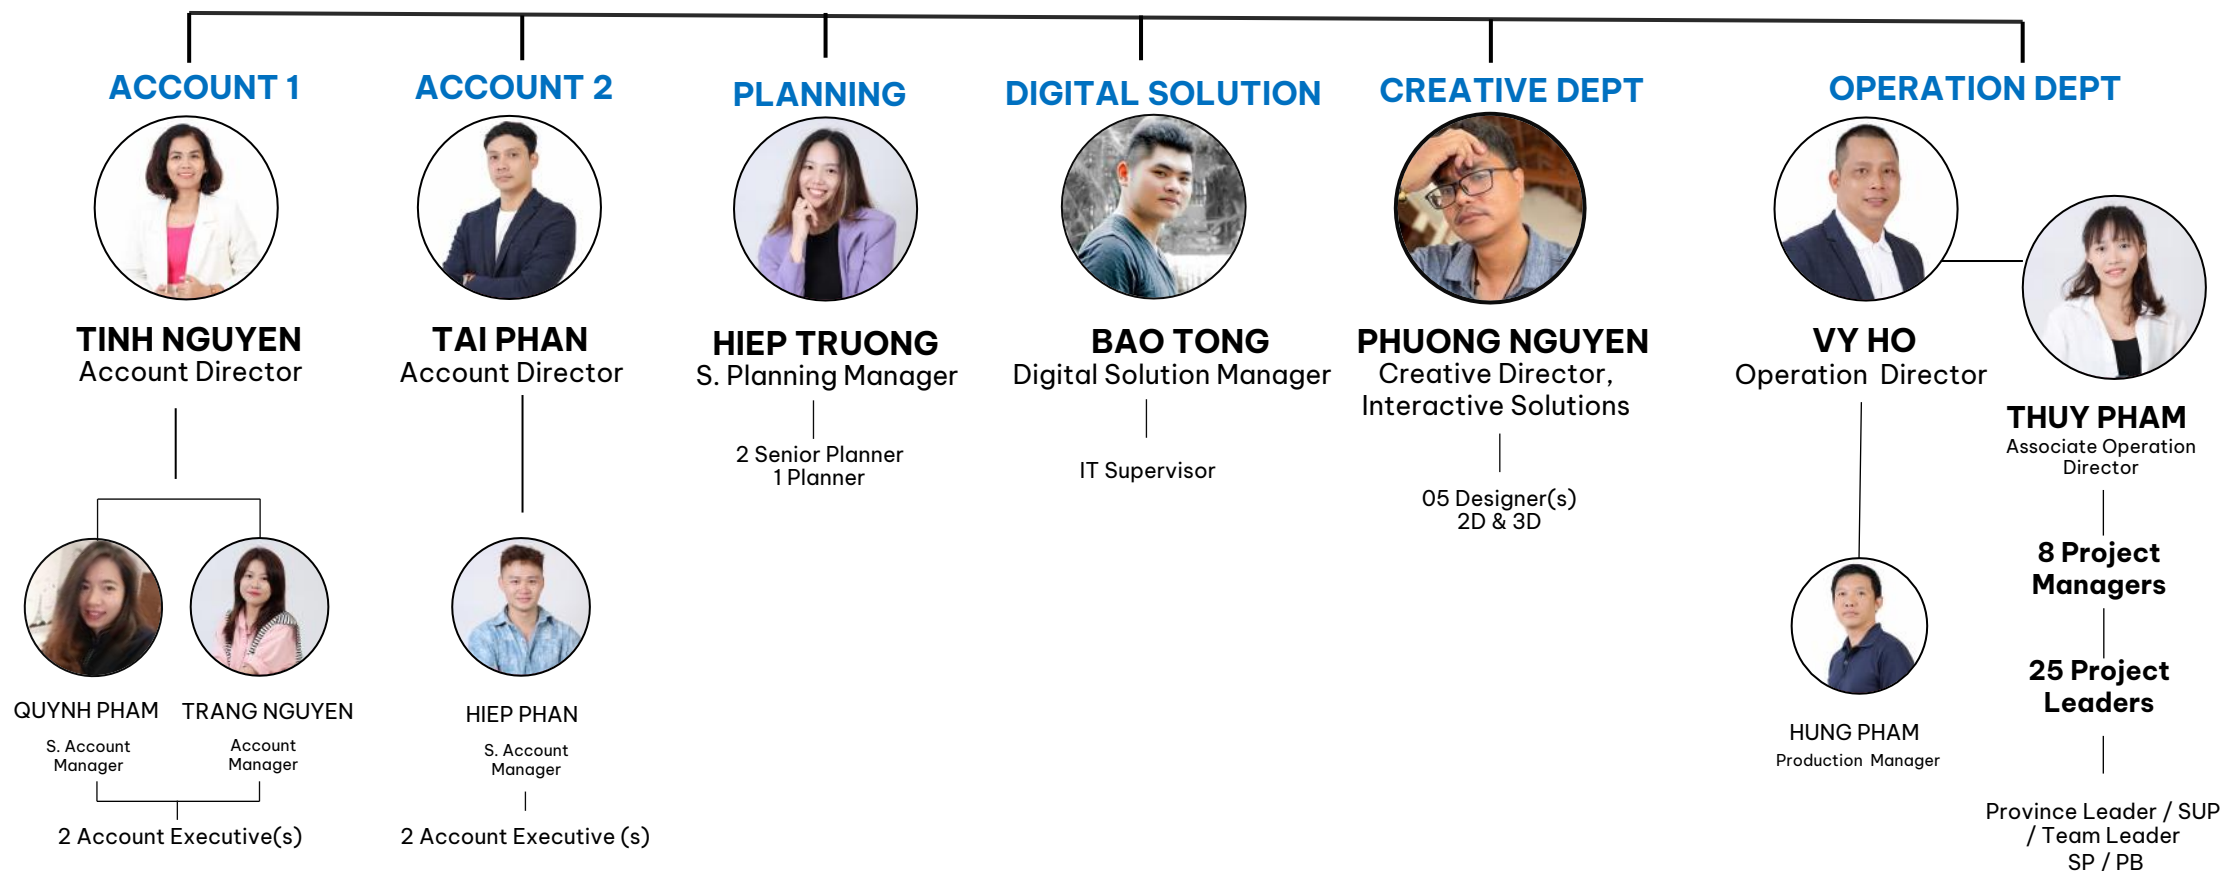 ACCOUNT 1
TINH NGUYEN
Account Director
QUYNH PHAM
S. Account
Manager
TRANG NGUYEN
Account
Manager
2 Account Executive(s)
ACCOUNT 2
TAI PHAN
Account Director
HIEP PHAN
S. Account
Manager
2 Account Executive (s)
PLANNING
HIEP TRUONG
S. Planning Manager
2 Senior Planner
1 Planner
DIGITAL SOLUTION
BAO TONG
Digital Solution Manager
IT Supervisor
CREATIVE DEPT
PHUONG NGUYEN
Creative Director,
Interactive Solutions
05 Designer(s)
2D & 3D
OPERATION DEPT
VY HO
Operation Director
HUNG PHAM
Production Manager
THUY PHAM
Associate Operation
Director
8 Project
Managers
25 Project
Leaders
Province Leader / SUP
/ Team Leader
SP / PB